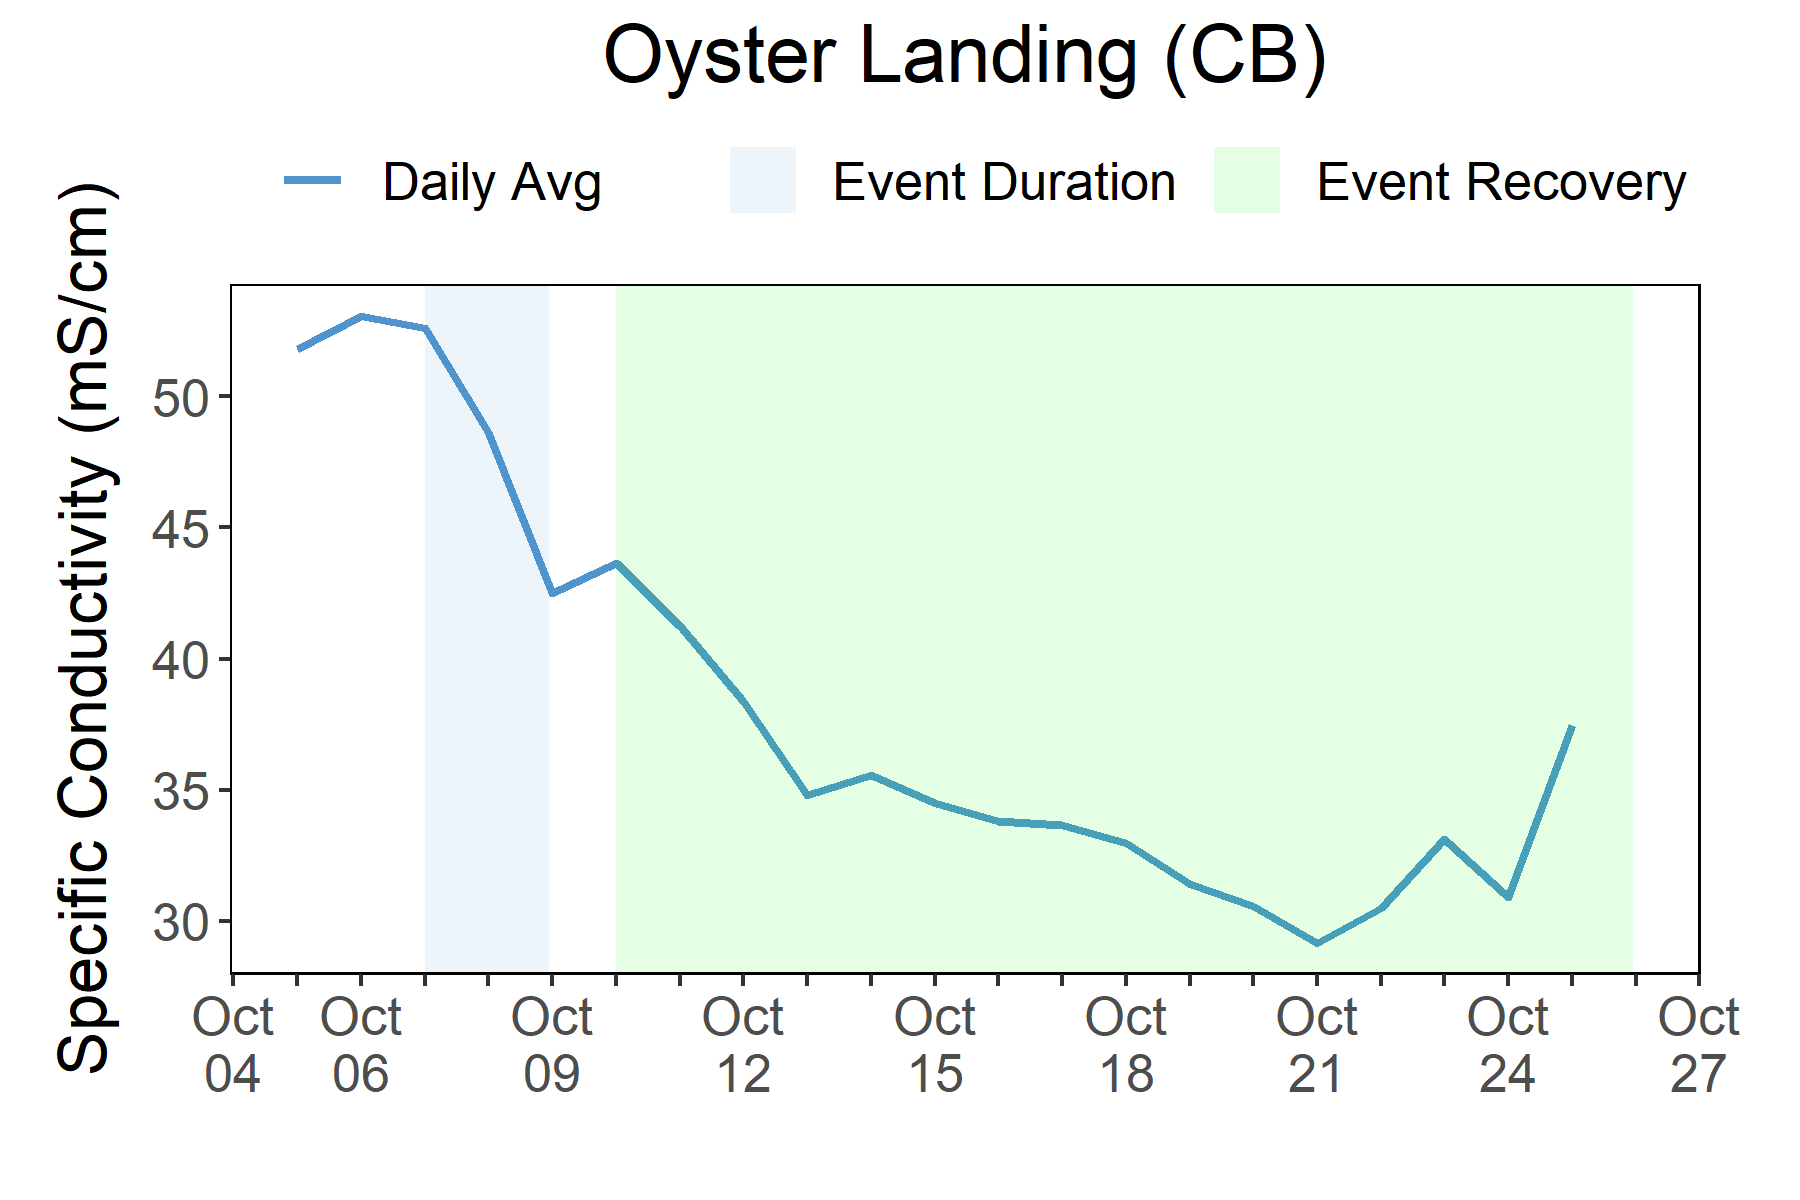 Oyster Landing (CB)
Daily Avg
Event Duration
Event Recovery
Specific Conductivity (mS/cm)
50
45
40
35
30
Oct
04
Oct
06
Oct
09
Oct
12
Oct
15
Oct
18
Oct
21
Oct
24
Oct
27